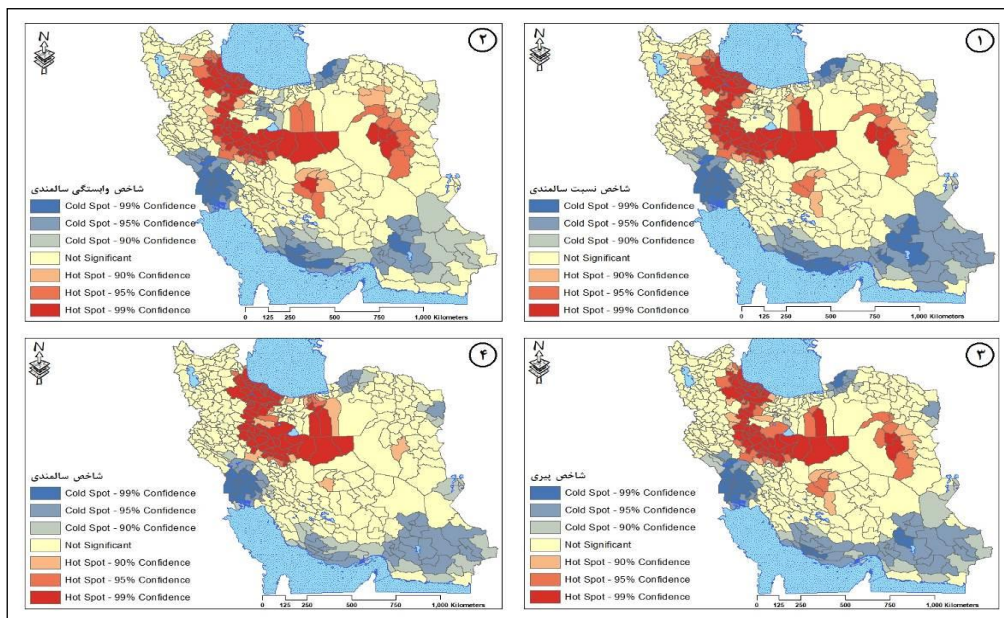 ۱
N
شاخص نسبت سالمندی
Cold Spot - 99% Confidence
Cold Spot - 95% Confidence
Cold Spot - 90% Confidence
Not Significant
Hot Spot - 90% Confidence
Hot Spot - 95% Confidence
Hot Spot - 99% Confidence
0 125 250 500 750 1,000 Kilometers
۲
N
شاخص وابستگی سالمندی
Cold Spot - 99% Confidence
Cold Spot - 95% Confidence
Cold Spot - 90% Confidence
Not Significant
Hot Spot - 90% Confidence
Hot Spot - 95% Confidence
Hot Spot - 99% Confidence
0 125 250 500 750 1,000 Kilometers
۳
N
شاخص پیری
Cold Spot - 99% Confidence
Cold Spot - 95% Confidence
Cold Spot - 90% Confidence
Not Significant
Hot Spot - 90% Confidence
Hot Spot - 95% Confidence
Hot Spot - 99% Confidence
0 125 250 500 750 1,000 Kilometers
۴
N
شاخص سالمندی
Cold Spot - 99% Confidence
Cold Spot - 95% Confidence
Cold Spot - 90% Confidence
Not Significant
Hot Spot - 90% Confidence
Hot Spot - 95% Confidence
Hot Spot - 99% Confidence
0 125 250 500 750 1,000 Kilometers